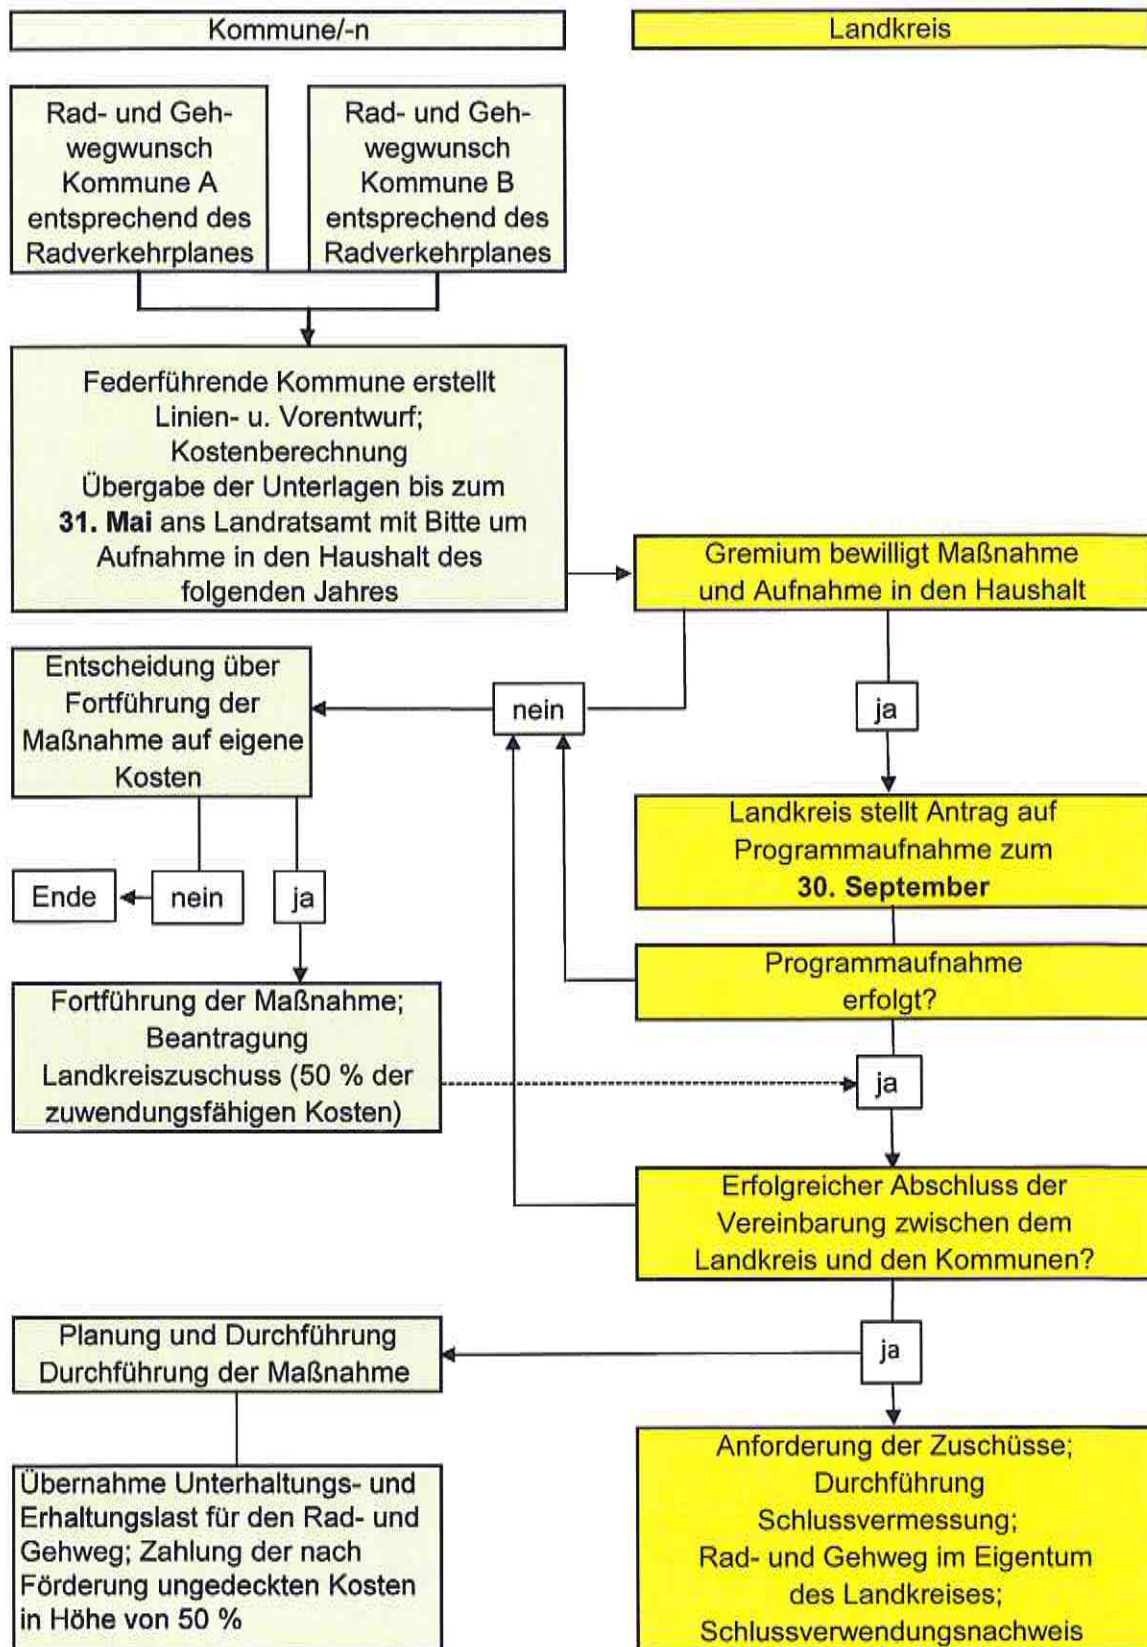 Kommune/-n
Landkreis
Rad- und Geh-
wegwunsch
Kommune A
entsprechend des
Radverkehrplanes
Rad- und Geh-
wegwunsch
Kommune B
entsprechend des
Radverkehrplanes
Federführende Kommune erstellt
Linien- u. Vorentwurf;
Kostenberechnung
Übergabe der Unterlagen bis zum
31. Mai ans Landratsamt mit Bitte um
Aufnahme in den Haushalt des
folgenden Jahres
Gremium bewilligt Maßnahme
und Aufnahme in den Haushalt
Entscheidung über
Fortführung der
Maßnahme auf eigene
Kosten
nein
ja
Landkreis stellt Antrag auf
Programmaufnahme zum
30. September
Ende
nein
ja
Programmaufnahme
erfolgt?
Fortführung der Maßnahme;
Beantragung
Landkreiszuschuss (50 % der
zuwendungsfähigen Kosten)
ja
Erfolgreicher Abschluss der
Vereinbarung zwischen dem
Landkreis und den Kommunen?
Planung und Durchführung
Durchführung der Maßnahme
ja
Übernahme Unterhaltungs- und
Erhaltungslast für den Rad- und
Gehweg; Zahlung der nach
Förderung ungedeckten Kosten
in Höhe von 50 %
Anforderung der Zuschüsse;
Durchführung
Schlussvermessung;
Rad- und Gehweg im Eigentum
des Landkreises;
Schlussverwendungsnachweis